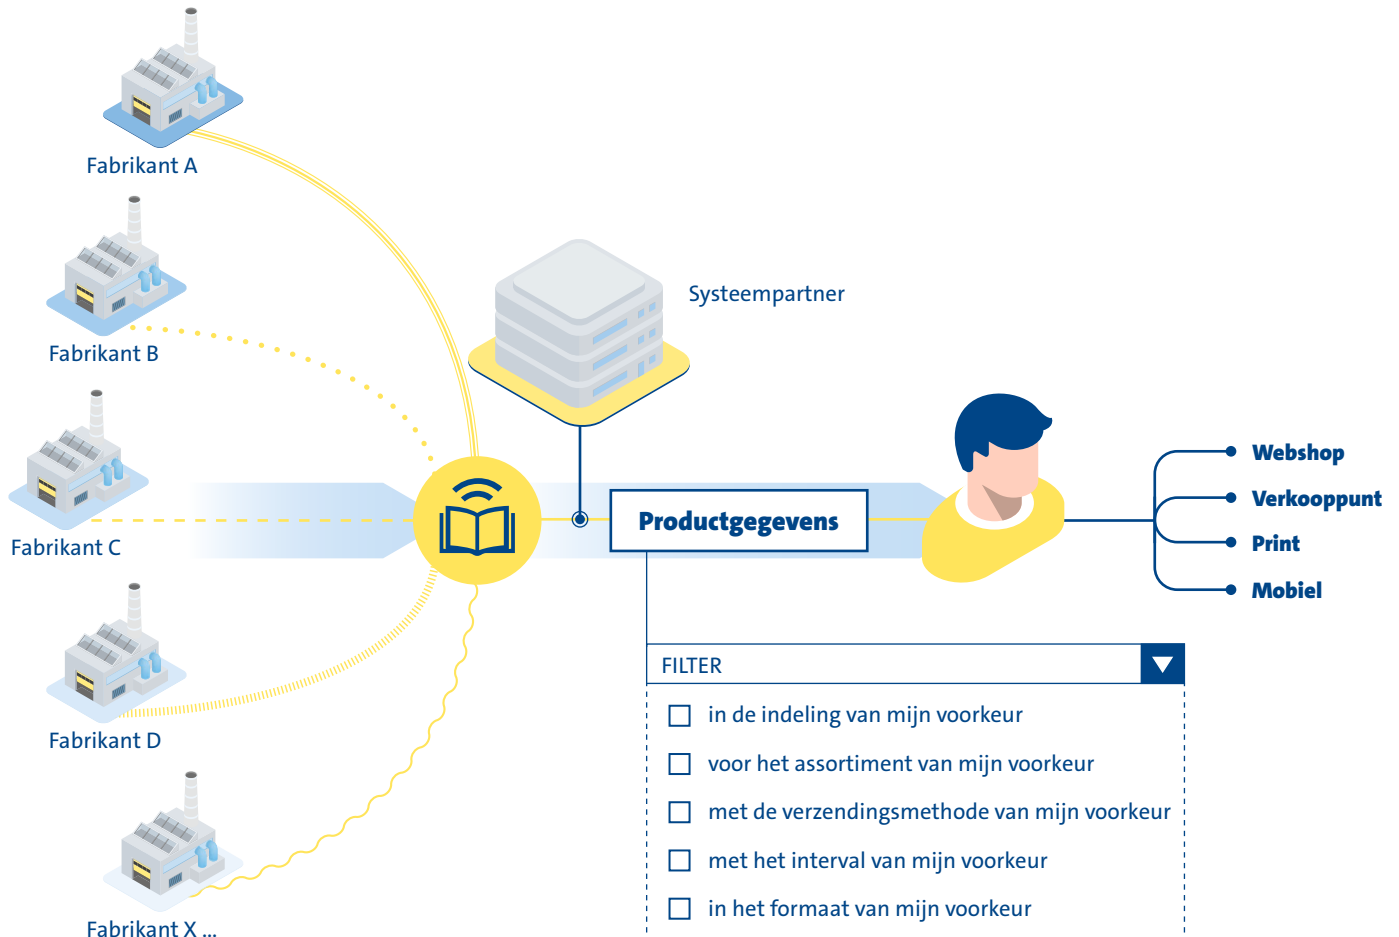 Fabrikant A
Fabrikant B
Systeempartner
Fabrikant C
Productgegevens
Webshop
Verkooppunt
Print
Mobiel
Fabrikant D
Fabrikant X ...
FILTER
in de indeling van mijn voorkeur
voor het assortiment van mijn voorkeur
met de verzendingsmethode van mijn voorkeur
met het interval van mijn voorkeur
in het formaat van mijn voorkeur